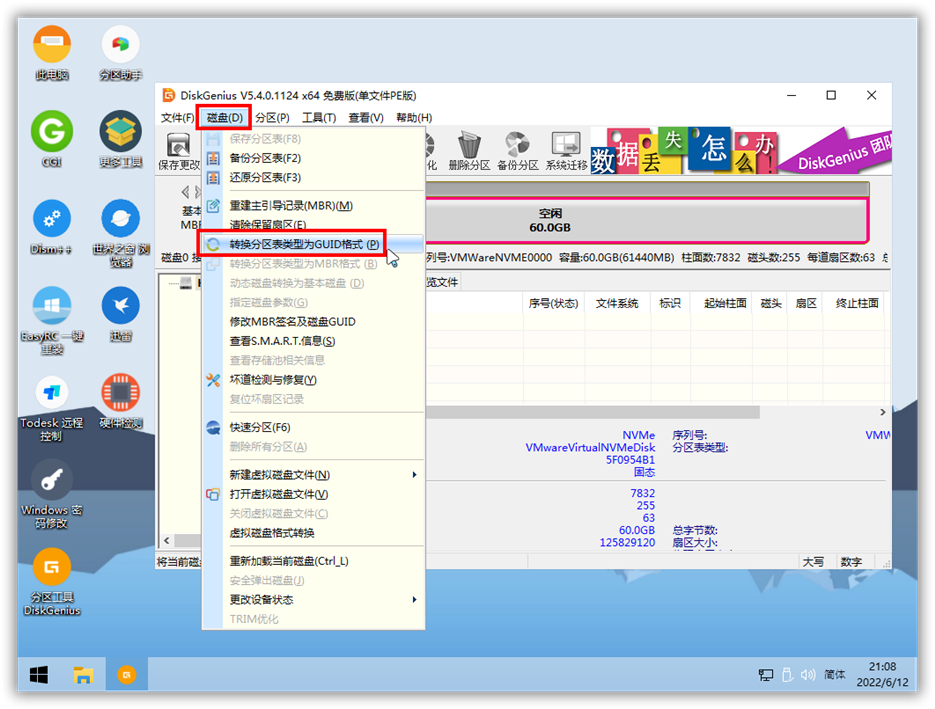 此电脑
分区助手
CGI
更多工具
Dism++
世界之窗 浏
览器
EasyRC 一键
重装
迅雷
Todesk 远程
控制
硬件检测
Windows 密
码修改
分区工具
DiskGenius
DiskGenius V5.4.0.1124 x64 免费版(单文件PE版)
文件(F) 磁盘(D) 分区(P) 工具(T) 查看(V) 帮助(H)
保存更改 化 删除分区 备份分区 系统迁移
数据丢失怎么办
DiskGenius 团队
基本
MBR
空闲
60.0GB
磁盘0 列号:VMWareNVME0000 容量:60.0GB(61440MB) 柱面数:7832 磁头数:255 每道扇区数:63
览文件
序号(状态) 文件系统 标识 起始柱面 磁头 扇区 终止柱面
保存分区表(F8)
备份分区表(F2)
还原分区表(F3)
重建主引导记录(MBR)(M)
清除保留扇区(E)
转换分区表类型为GUID格式 (P)
转换分区表类型为MBR格式 (B)
动态磁盘转换为基本磁盘 (D)
指定磁盘参数(G)
修改MBR签名及磁盘GUID
查看S.M.A.R.T.信息(S)
查看存储池相关信息
坏道检测与修复(Y)
复位坏扇区记录
快速分区(F6)
删除所有分区(A)
新建虚拟磁盘文件(N)
打开虚拟磁盘文件(V)
关闭虚拟磁盘文件(C)
虚拟磁盘格式转换
重新加载当前磁盘(Ctrl_L)
安全弹出磁盘(J)
更改设备状态
TRIM优化
NVMe 序列号: VMW
VMwareVirtualNVMeDisk 分区表类型:
5F0954B1
固态
7832
255
63
60.0GB 总字节数:
125829120 扇区大小:
将当前磁盘
大写 数字
简体
21:08
2022/6/12